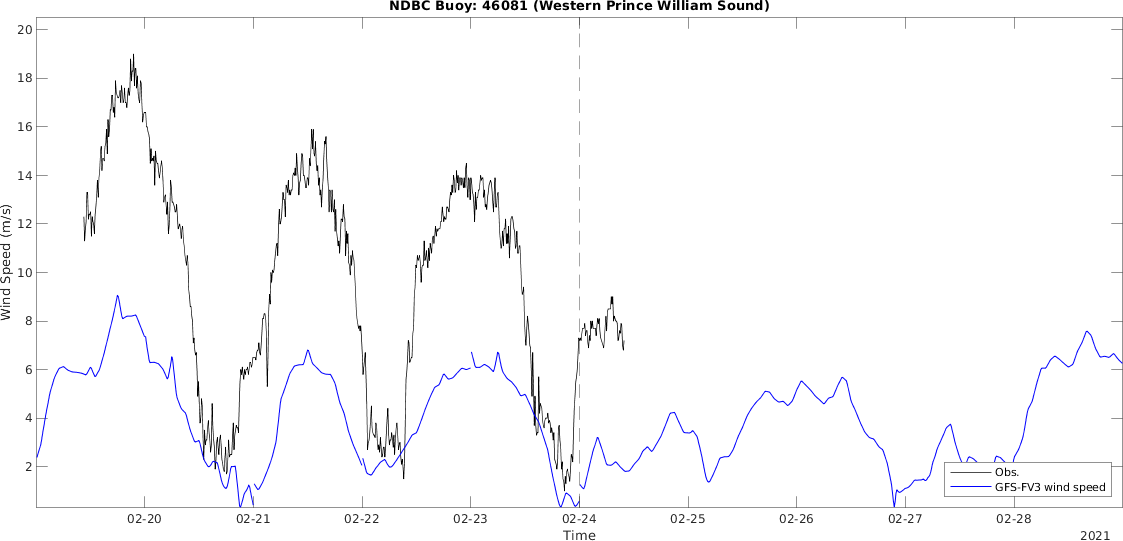 NDBC Buoy: 46081 (Western Prince William Sound)
20
18
16
14
12
10
8
6
4
2
Wind Speed (m/s)
02-20 02-21 02-22 02-23 02-24 02-25 02-26 02-27 02-28
Time
2021
Obs.
GFS-FV3 wind speed